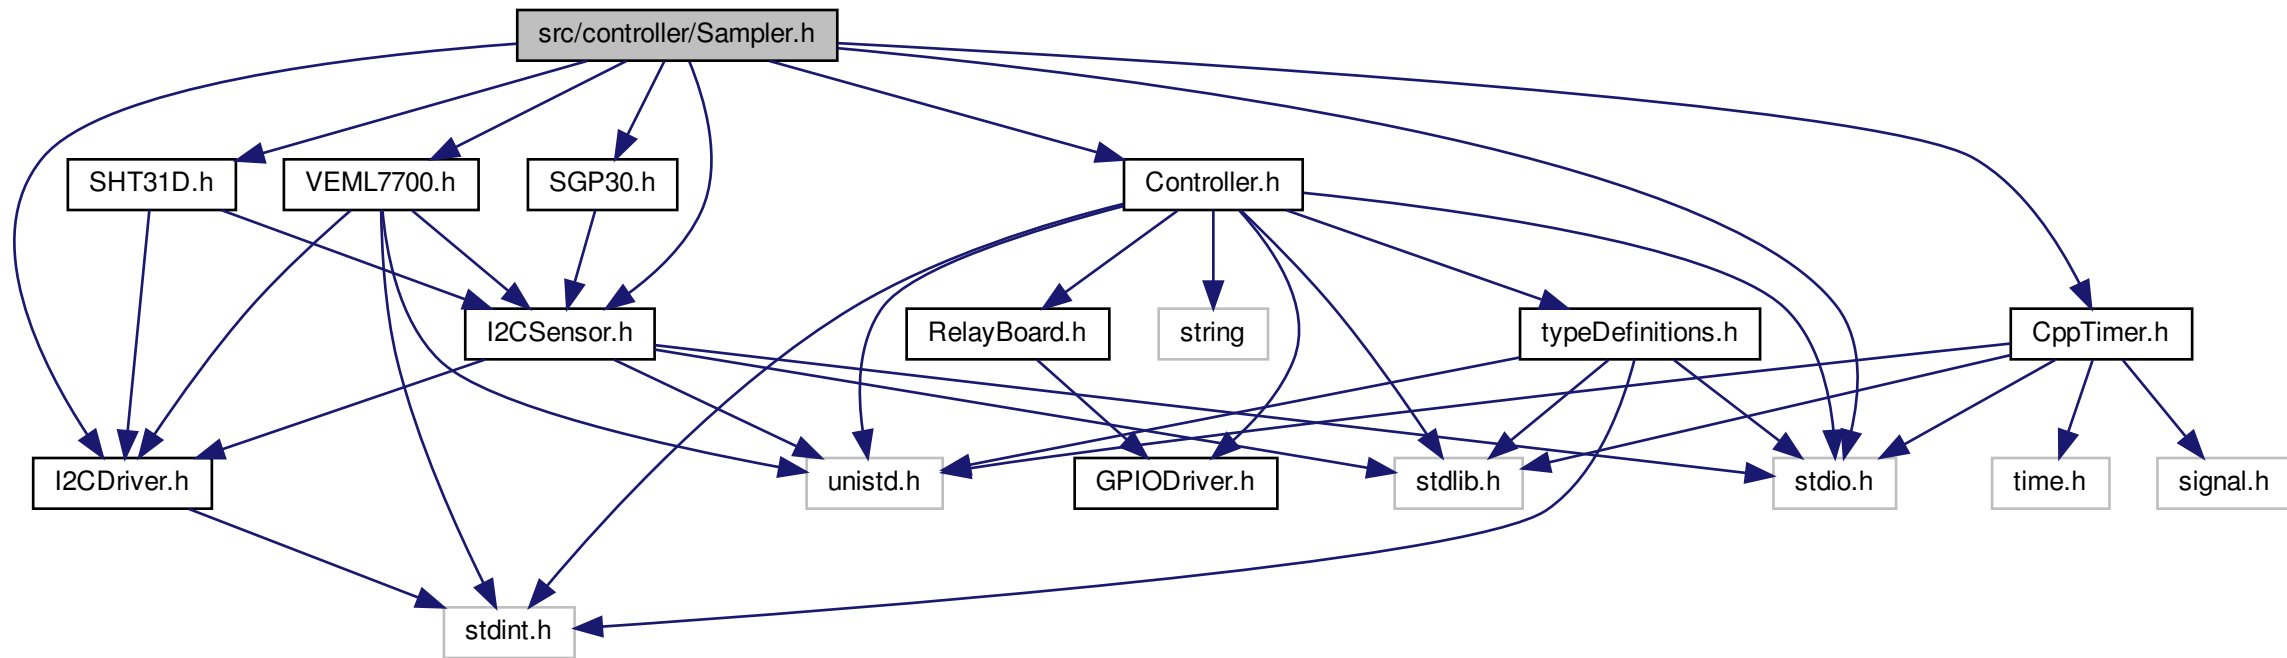 src/controller/Sampler.h
SHT31D.h
VEML7700.h
SGP30.h
Controller.h
I2CSensor.h
RelayBoard.h
string
typeDefinitions.h
CppTimer.h
I2CDriver.h
unistd.h
GPIODriver.h
stdlib.h
stdio.h
time.h
signal.h
stdint.h